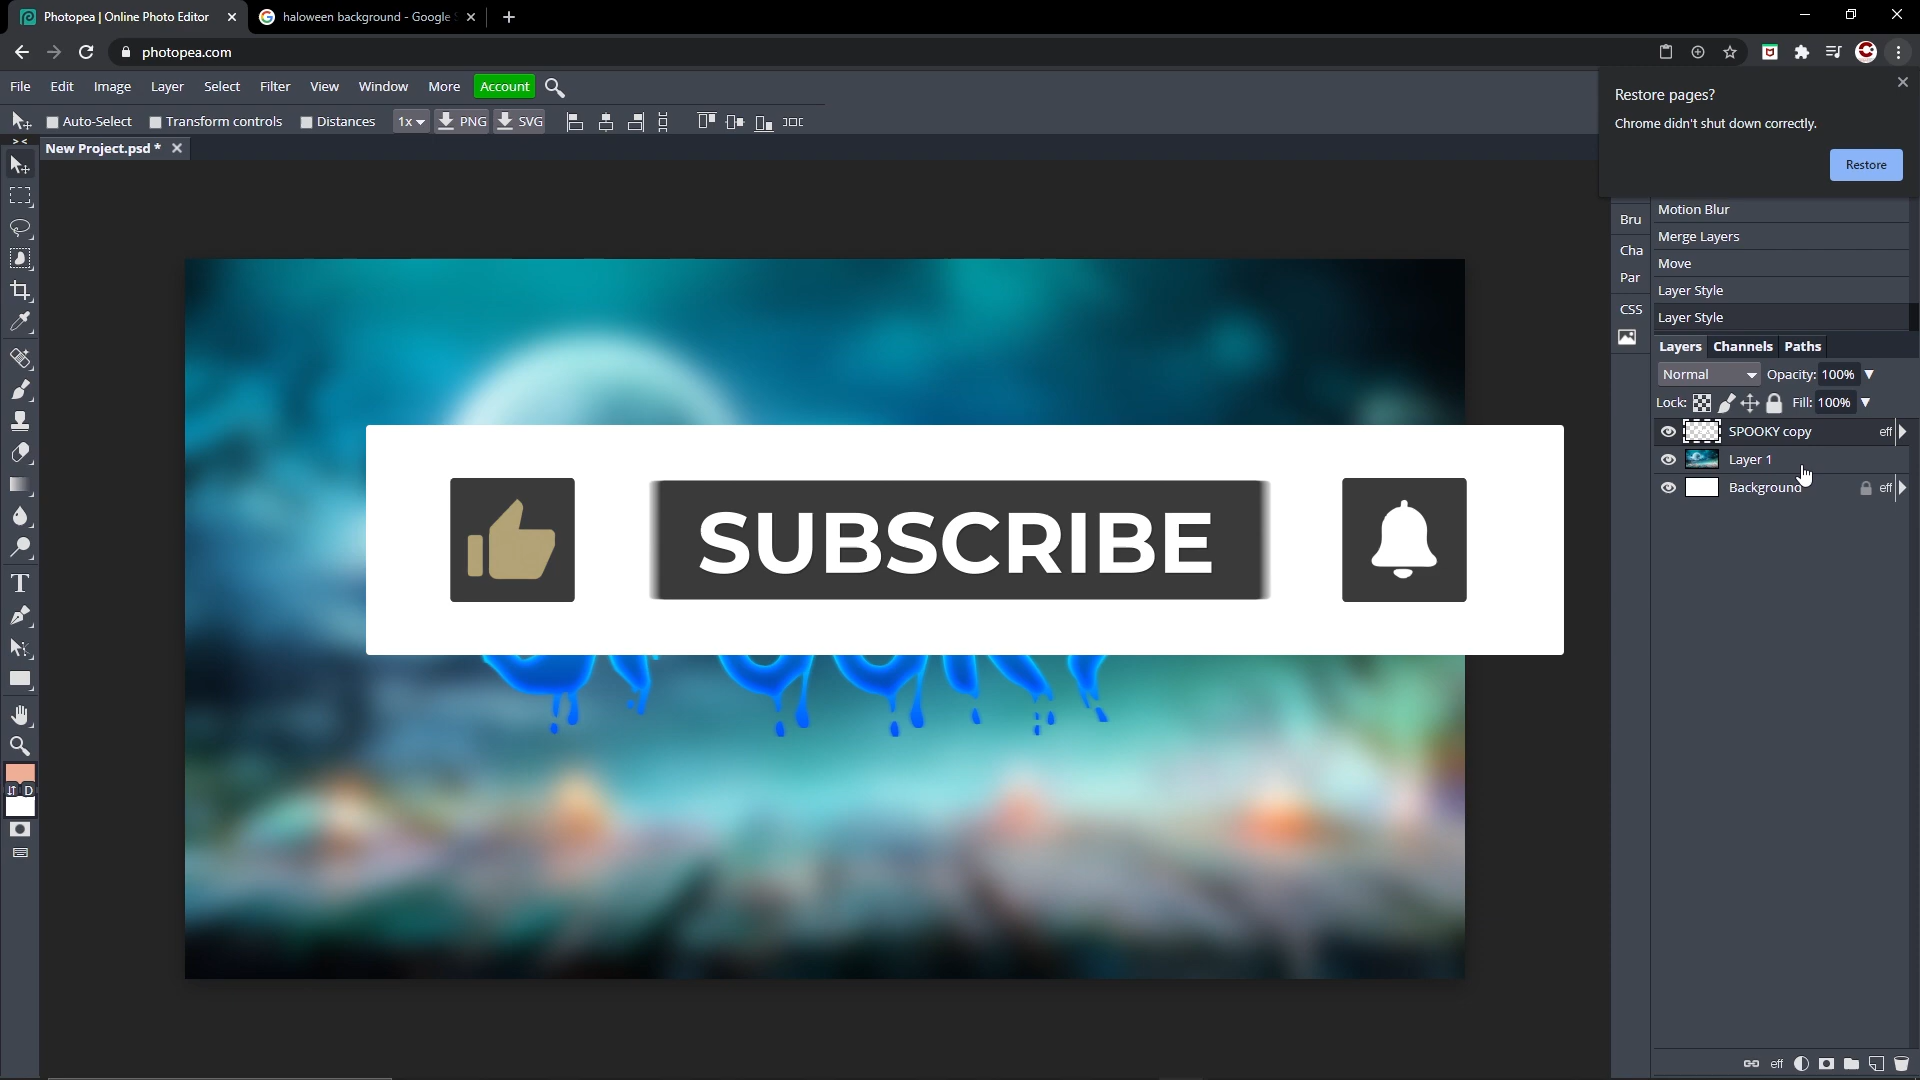 Photopea | Online Photo Editor
haloween background - Google
photopea.com
File Edit Image Layer Select Filter View Window More Account
Auto-Select Transform controls Distances 1x PNG SVG
New Project.psd *
Restore pages?
Chrome didn't shut down correctly.
Restore
Bru
Cha
Par
CSS
Motion Blur
Merge Layers
Move
Layer Style
Layer Style
Layers Channels Paths
Normal Opacity: 100%
Lock: Fill: 100%
SPOOKY copy eff
Layer 1
Background eff
SUBSCRIBE
T
D
eff